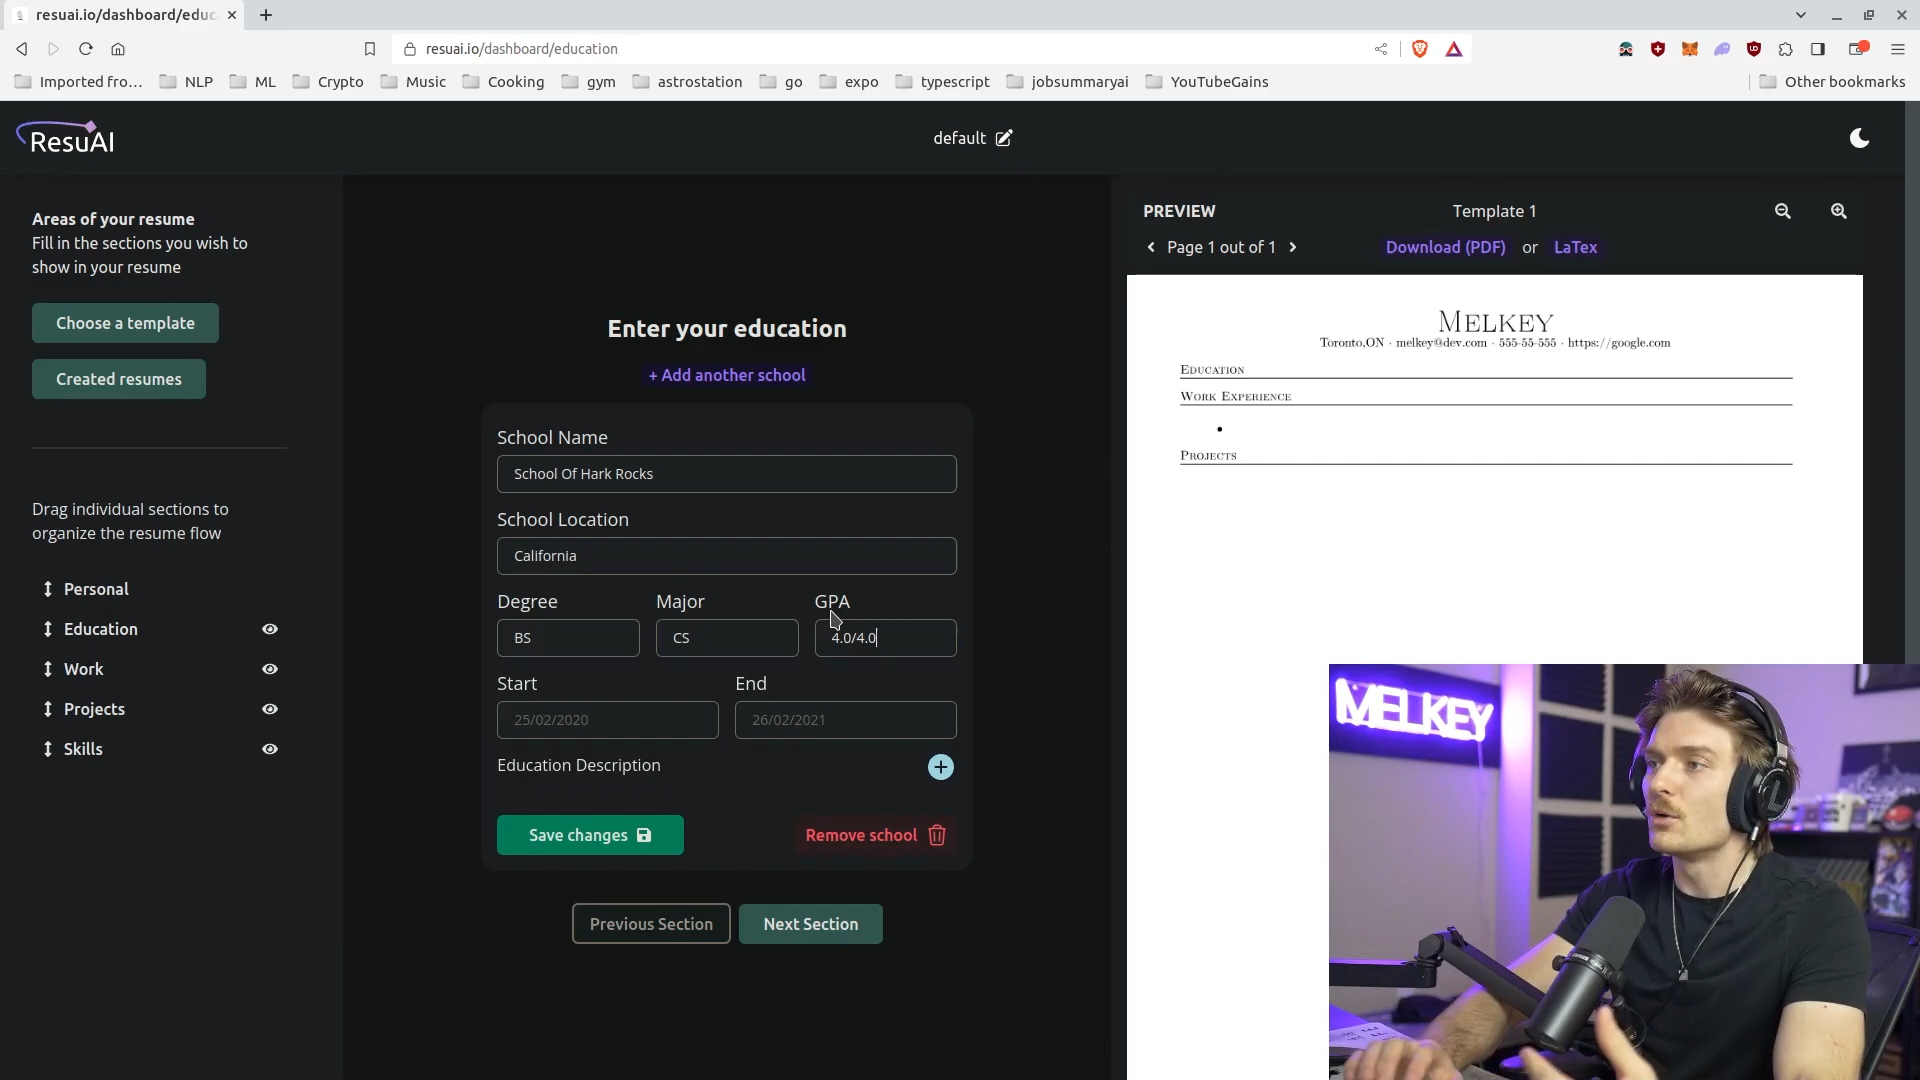 resuai.io/dashboard/educ
resuai.io/dashboard/education
Imported fro...
NLP
ML
Crypto
Music
Cooking
gym
astrostation
go
expo
typescript
jobsummaryai
YouTubeGains
Other bookmarks
ResuAI
default
Areas of your resume
Fill in the sections you wish to
show in your resume
Choose a template
Created resumes
Drag individual sections to
organize the resume flow
Personal
Education
Work
Projects
Skills
Enter your education
+ Add another school
School Name
School Of Hark Rocks
School Location
California
Degree
Major
GPA
BS
CS
4.0/4.0
Start
End
25/02/2020
26/02/2021
Education Description
Save changes
Remove school
Previous Section
Next Section
PREVIEW
Template 1
Page 1 out of 1
Download (PDF) or LaTex
MELKEY
Toronto,ON · melkey@dev.com · 555-55-555 · https://google.com
EDUCATION
WORK EXPERIENCE
PROJECTS
MELKEY